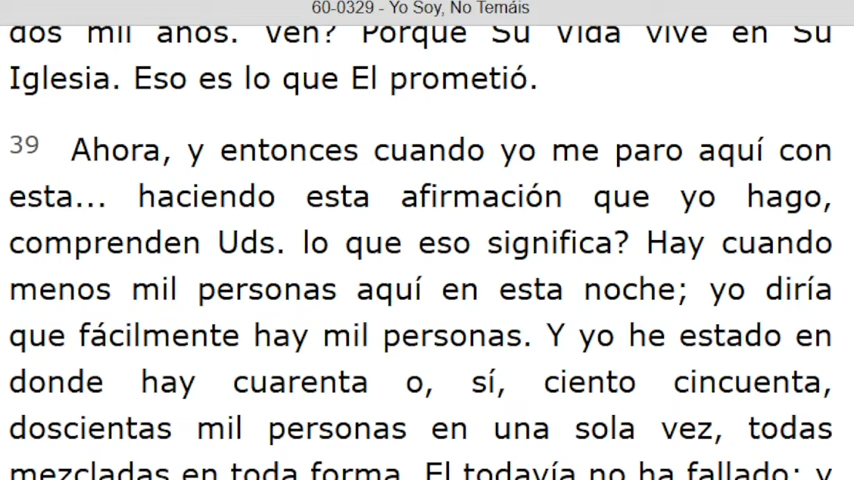 60-0329 - Yo Soy, No Temáis
dos mil años. Ven? Porque Su Vida vive en Su
Iglesia. Eso es lo que El prometió.
39 Ahora, y entonces cuando yo me paro aquí con
esta... haciendo esta afirmación que yo hago,
comprenden Uds. lo que eso significa? Hay cuando
menos mil personas aquí en esta noche; yo diría
que fácilmente hay mil personas. Y yo he estado en
donde hay cuarenta o, sí, ciento cincuenta,
doscientas mil personas en una sola vez, todas
mezcladas en toda forma. El todavía no ha fallado; y